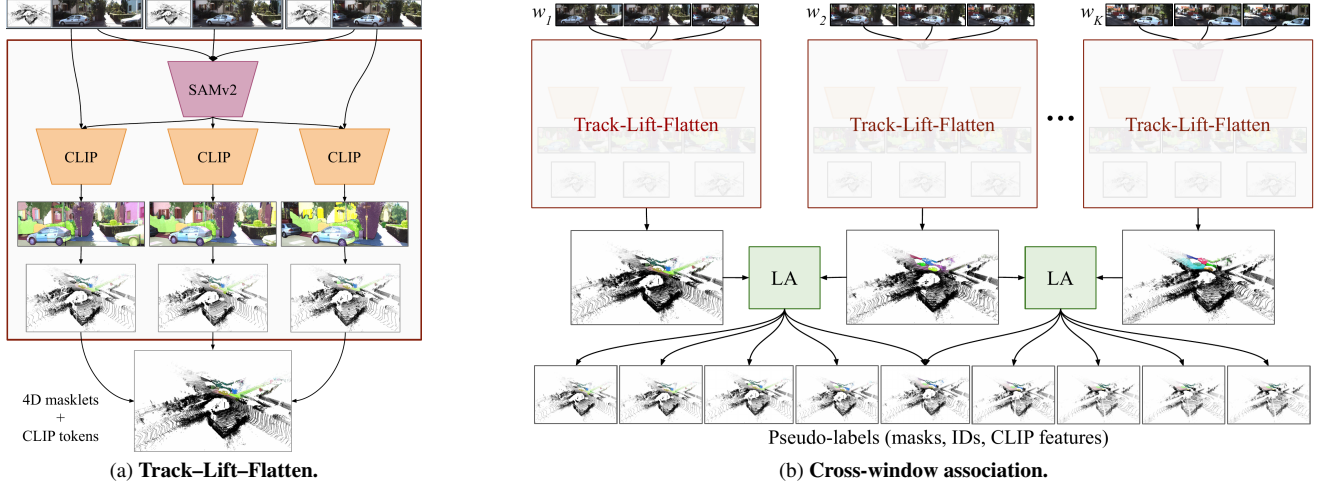 SAMv2
CLIP
CLIP
CLIP
4D masklets
+
CLIP tokens
(a) Track–Lift–Flatten.
w1
w2
wK
Track-Lift-Flatten
Track-Lift-Flatten
...
Track-Lift-Flatten
LA
LA
Pseudo-labels (masks, IDs, CLIP features)
(b) Cross-window association.